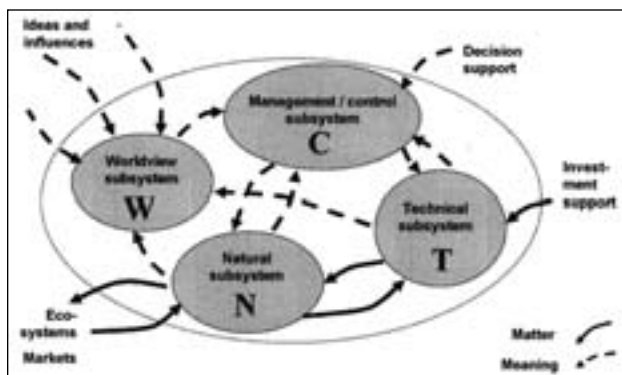 Ideas and
influences
Decision
support
Management / control
subsystem
C
Worldview
subsystem
W
Invest-
ment
support
Technical
subsystem
T
Natural
subsystem
N
Eco-
systems
Markets
Matter
Meaning